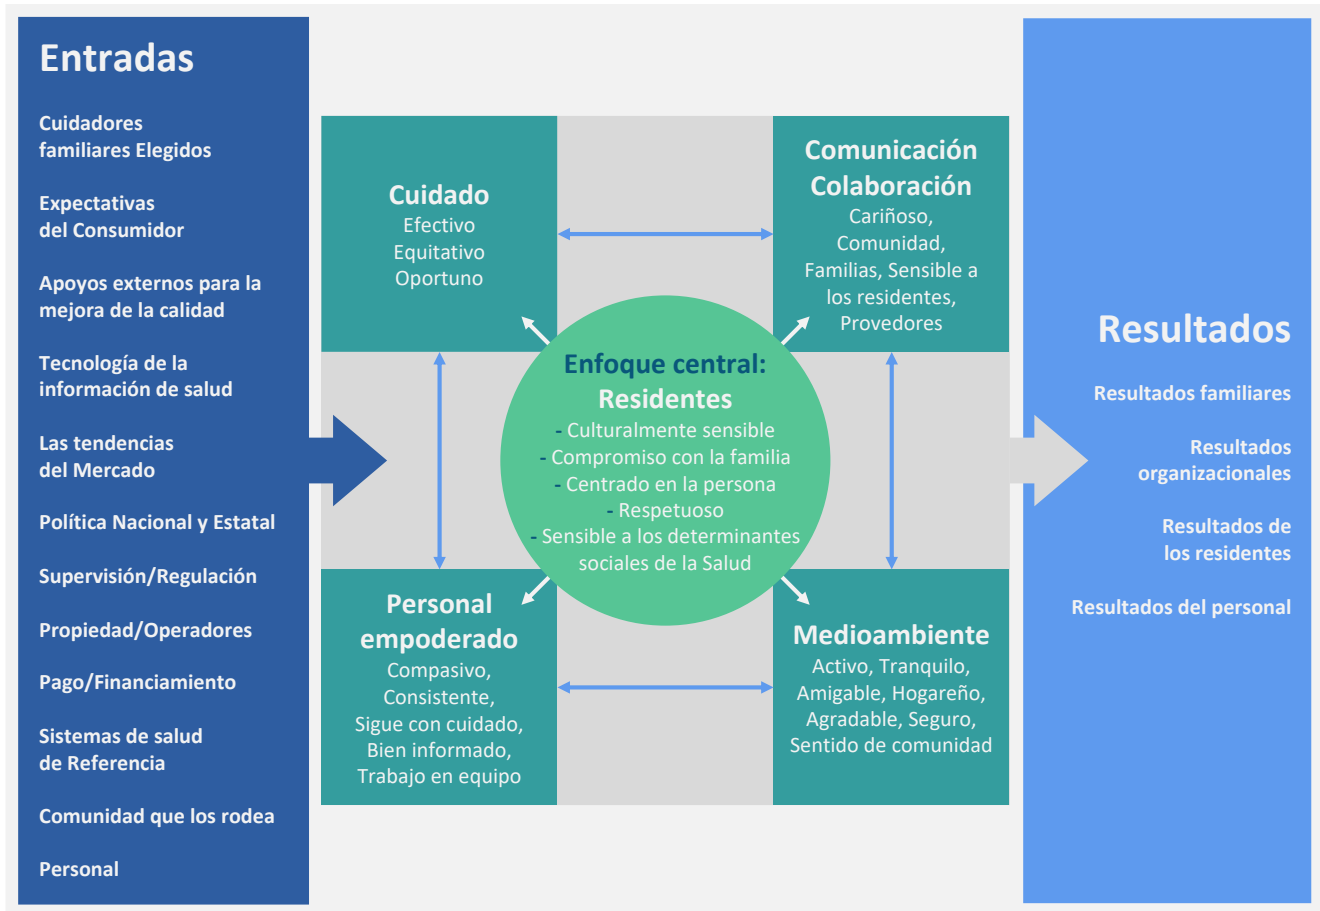 Entradas
Cuidadores
familiares Elegidos
Expectativas
del Consumidor
Apoyos externos para la
mejora de la calidad
Tecnología de la
información de salud
Las tendencias
del Mercado
Política Nacional y Estatal
Supervisión/Regulación
Propiedad/Operadores
Pago/Financiamiento
Sistemas de salud
de Referencia
Comunidad que los rodea
Personal
Cuidado
Efectivo
Equitativo
Oportuno
Comunicación
Colaboración
Cariñoso,
Comunidad,
Familias, Sensible a
los residentes,
Provedores
Enfoque central:
Residentes
- Culturalmente sensible
- Compromiso con la familia
- Centrado en la persona
- Respetuoso
- Sensible a los determinantes
sociales de la Salud
Personal
empoderado
Compasivo,
Consistente,
Sigue con cuidado,
Bien informado,
Trabajo en equipo
Medioambiente
Activo, Tranquilo,
Amigable, Hogareño,
Agradable, Seguro,
Sentido de comunidad
Resultados
Resultados familiares
Resultados
organizacionales
Resultados de
los residentes
Resultados del personal